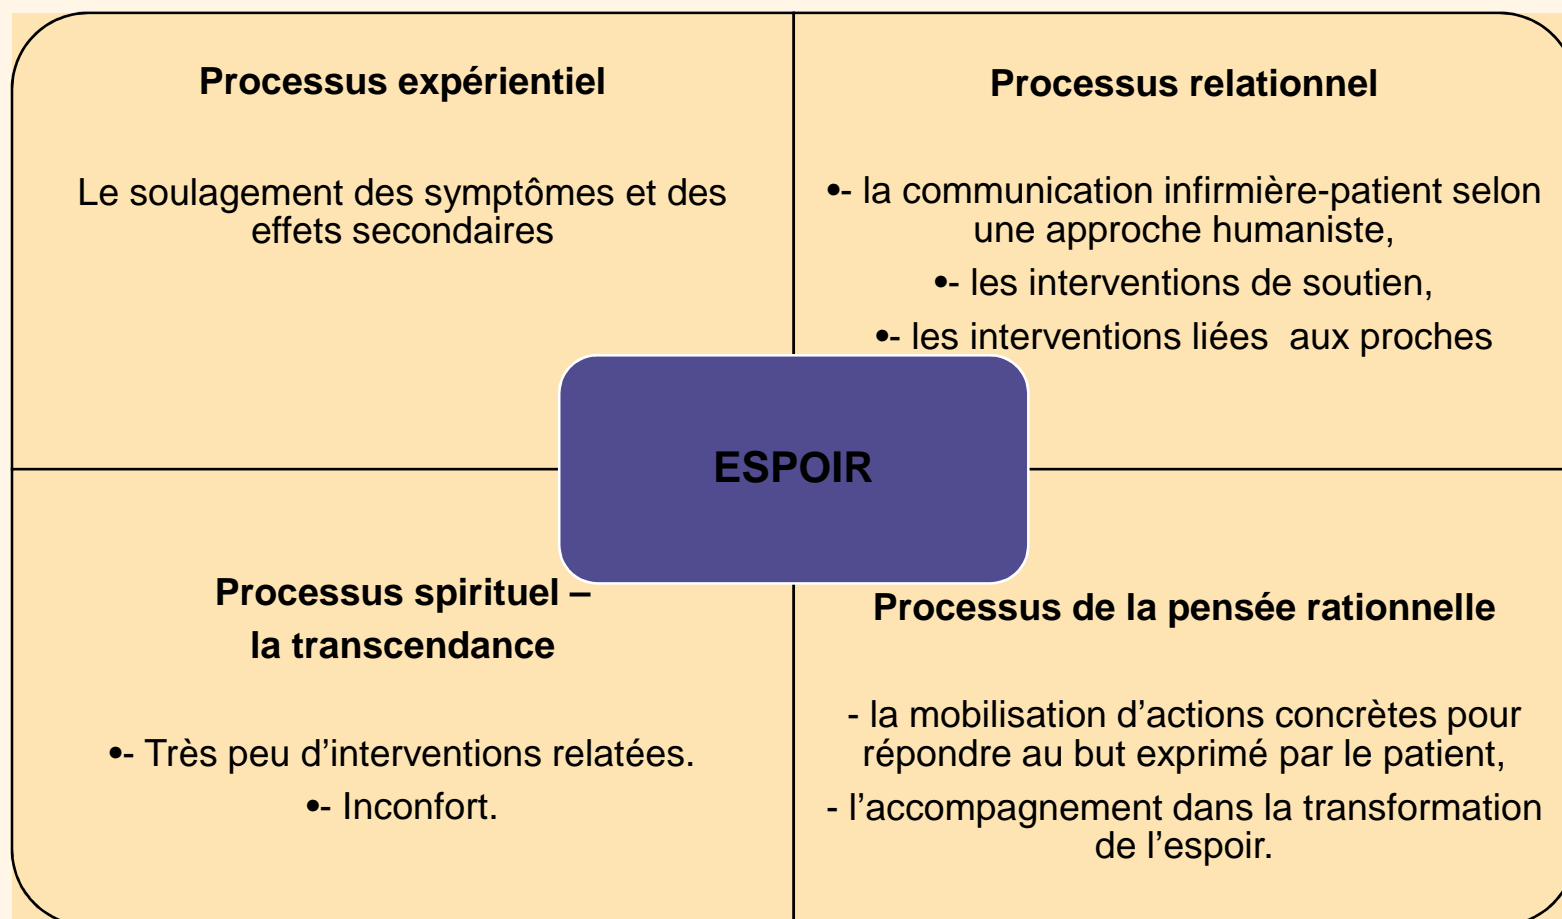 Processus expérientiel
Le soulagement des symptômes et des
effets secondaires
Processus relationnel
•- la communication infirmière-patient selon
une approche humaniste,
•- les interventions de soutien,
•- les interventions liées  aux proches
ESPOIR
Processus spirituel –
la transcendance
•- Très peu d’interventions relatées.
•- Inconfort.
Processus de la pensée rationnelle
- la mobilisation d’actions concrètes pour
répondre au but exprimé par le patient,
- l’accompagnement dans la transformation
de l’espoir.